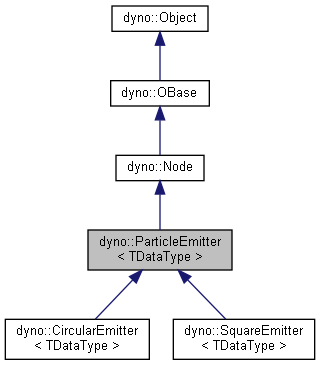 dyno::Object
dyno::OBase
dyno::Node
dyno::ParticleEmitter
< TDataType >
dyno::CircularEmitter
< TDataType >
dyno::SquareEmitter
< TDataType >